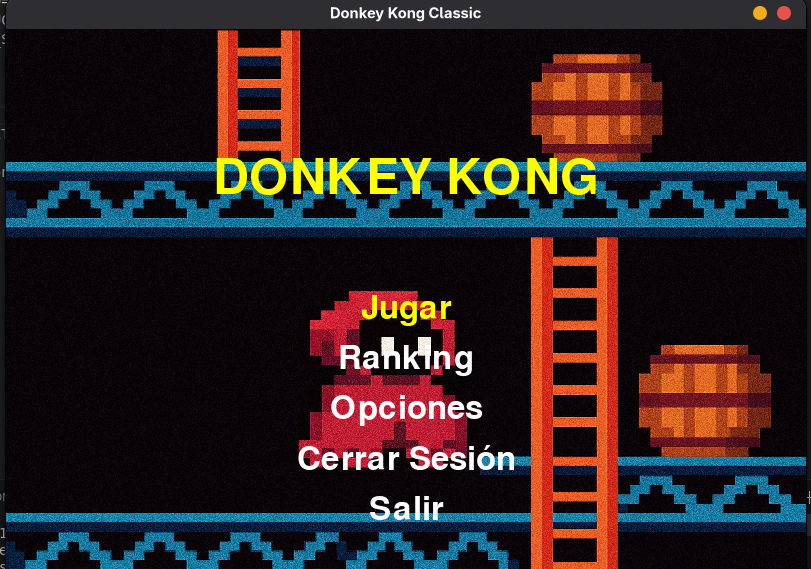 Donkey Kong Classic
DONKEY KONG
Jugar
Ranking
Opciones
Cerrar Sesión
Salir